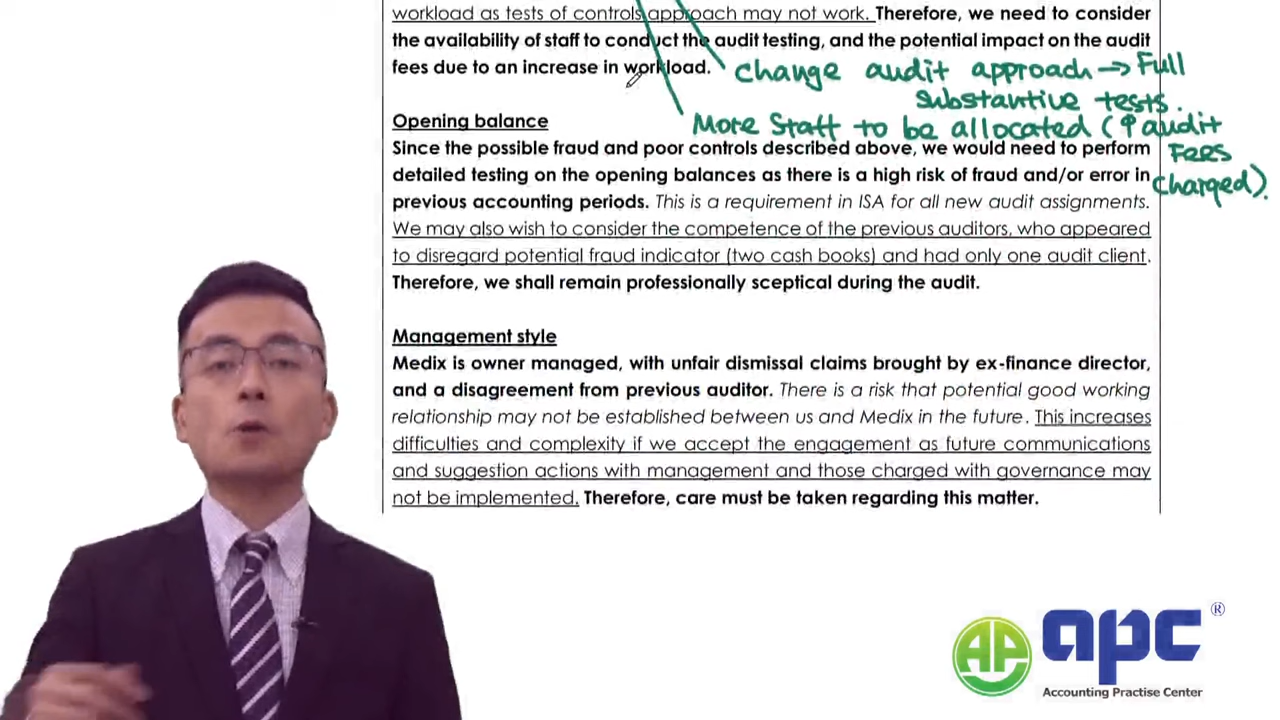 workload as tests of controls approach may not work. Therefore, we need to consider
the availability of staff to conduct the audit testing, and the potential impact on the audit
fees due to an increase in workload.
change audit approach → Full
substantive tests.
More Staff to be allocated (↑ audit
Fees
charged).
Opening balance
Since the possible fraud and poor controls described above, we would need to perform
detailed testing on the opening balances as there is a high risk of fraud and/or error in
previous accounting periods. This is a requirement in ISA for all new audit assignments.
We may also wish to consider the competence of the previous auditors, who appeared
to disregard potential fraud indicator (two cash books) and had only one audit client.
Therefore, we shall remain professionally sceptical during the audit.
Management style
Medix is owner managed, with unfair dismissal claims brought by ex-finance director,
and a disagreement from previous auditor. There is a risk that potential good working
relationship may not be established between us and Medix in the future. This increases
difficulties and complexity if we accept the engagement as future communications
and suggestion actions with management and those charged with governance may
not be implemented. Therefore, care must be taken regarding this matter.
AP
apc ®
Accounting Practise Center